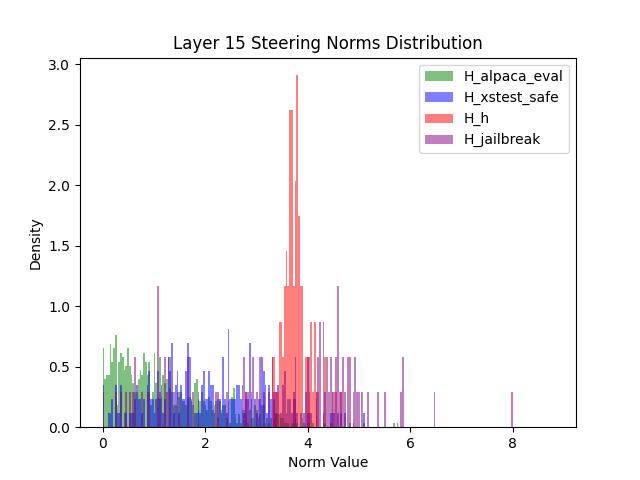 Layer 15 Steering Norms Distribution
3.0
2.5
2.0
1.5
1.0
0.5
0.0
Density
H_alpaca_eval
H_xstest_safe
H_h
H_jailbreak
0 2 4 6 8
Norm Value